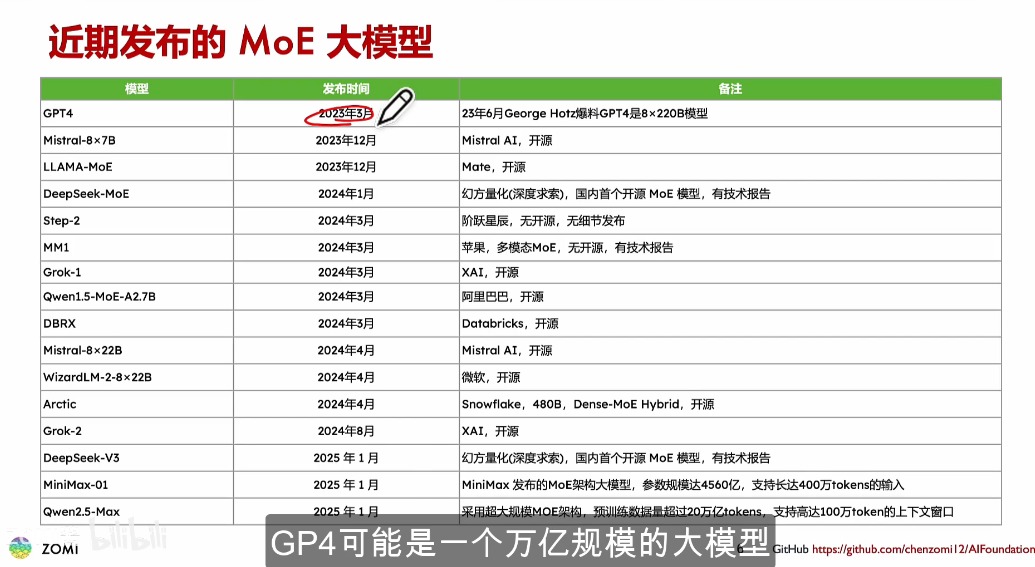 近期发布的 MoE 大模型
模型 发布时间 备注
GPT4 2023年3月 23年6月George Hotz爆料GPT4是8×220B模型
Mistral-8×7B 2023年12月 Mistral AI，开源
LLAMA-MoE 2023年12月 Mate，开源
DeepSeek-MoE 2024年1月 幻方量化(深度求索)，国内首个开源 MoE 模型，有技术报告
Step-2 2024年3月 阶跃星辰，无开源，无细节发布
MM1 2024年3月 苹果，多模态MoE，无开源，有技术报告
Grok-1 2024年3月 XAI，开源
Qwen1.5-MoE-A2.7B 2024年3月 阿里巴巴，开源
DBRX 2024年3月 Databricks，开源
Mistral-8×22B 2024年4月 Mistral AI，开源
WizardLM-2-8×22B 2024年4月 微软，开源
Arctic 2024年4月 Snowflake，480B，Dense-MoE Hybrid，开源
Grok-2 2024年8月 XAI，开源
DeepSeek-V3 2025 年 1 月 幻方量化(深度求索)，国内首个开源 MoE 模型，有技术报告
MiniMax-01 2025 年 1 月 MiniMax 发布的MoE架构大模型，参数规模达4560亿，支持长达400万tokens的输入
Qwen2.5-Max 2025 年 1 月 采用超大规模MOE架构，预训练数据量超过20万亿tokens，支持高达100万token的上下文窗口
ZOMI bilibili GP4可能是一个万亿规模的大模型 6 GitHub https://github.com/chenzomi12/AIFoundation